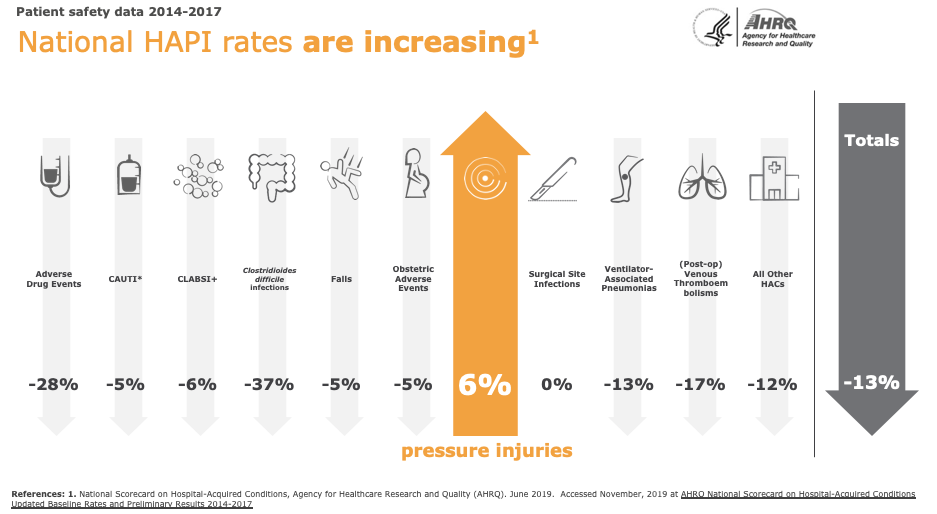 Patient safety data 2014-2017
National HAPI rates are increasing¹
AHRQ
Agency for Healthcare
Research and Quality
Totals
Adverse
Drug Events
CAUTI*
CLABSI+
Clostridioides
difficile
infections
Falls
Obstetric
Adverse
Events
Surgical Site
Infections
Ventilator-
Associated
Pneumonias
(Post-op)
Venous
Thromboem
bolisms
All Other
HACs
-28%
-5%
-6%
-37%
-5%
-5%
6%
0%
-13%
-17%
-12%
-13%
pressure injuries
References: 1. National Scorecard on Hospital-Acquired Conditions, Agency for Healthcare Research and Quality (AHRQ). June 2019.  Accessed November, 2019 at AHRQ National Scorecard on Hospital-Acquired Conditions
Updated Baseline Rates and Preliminary Results 2014-2017